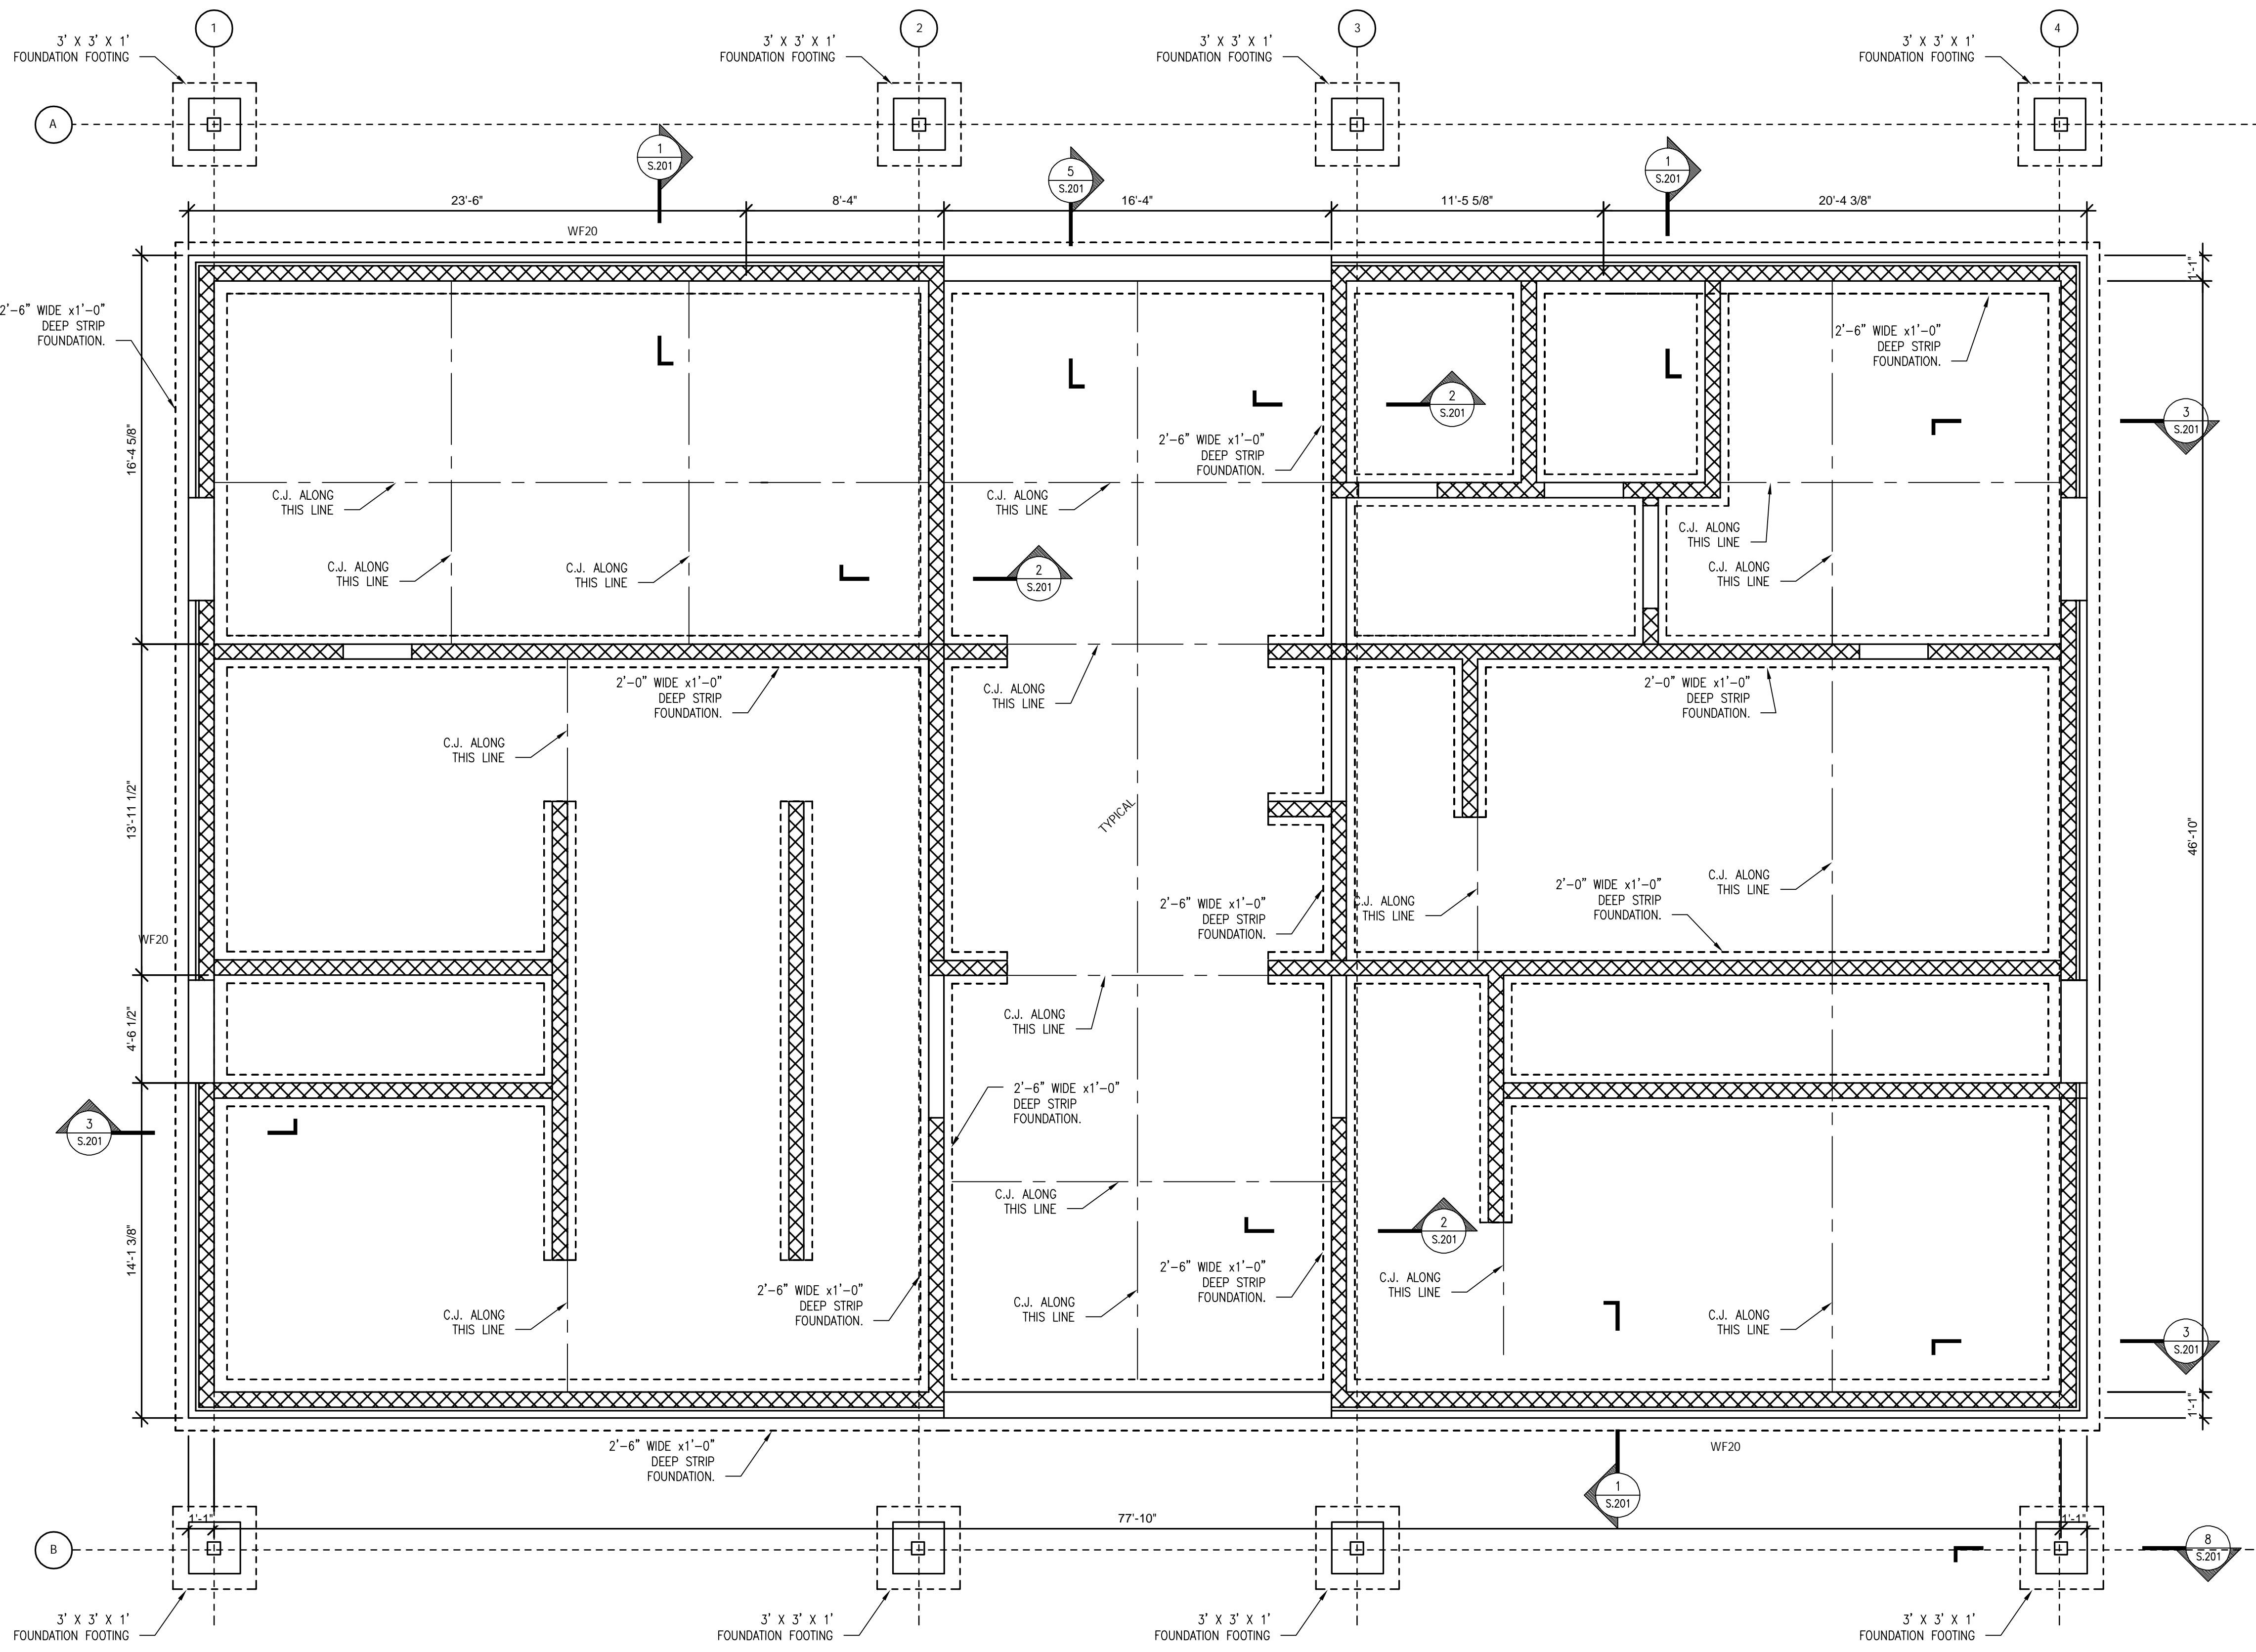 1
2
3
4
3' X 3' X 1'
FOUNDATION FOOTING
3' X 3' X 1'
FOUNDATION FOOTING
3' X 3' X 1'
FOUNDATION FOOTING
3' X 3' X 1'
FOUNDATION FOOTING
A
1
S.201
5
S.201
1
S.201
23'-6"
8'-4"
16'-4"
11'-5 5/8"
20'-4 3/8"
WF20
1'-1"
2'-6" WIDE x1'-0"
DEEP STRIP
FOUNDATION.
2'-6" WIDE x1'-0"
DEEP STRIP
FOUNDATION.
2
S.201
3
S.201
16'-4 5/8"
2'-6" WIDE x1'-0"
DEEP STRIP
FOUNDATION.
C.J. ALONG
THIS LINE
C.J. ALONG
THIS LINE
C.J. ALONG
THIS LINE
C.J. ALONG
THIS LINE
C.J. ALONG
THIS LINE
C.J. ALONG
THIS LINE
2
S.201
C.J. ALONG
THIS LINE
2'-0" WIDE x1'-0"
DEEP STRIP
FOUNDATION.
C.J. ALONG
THIS LINE
2'-0" WIDE x1'-0"
DEEP STRIP
FOUNDATION.
C.J. ALONG
THIS LINE
13'-11 1/2"
TYPICAL
46'-10"
2'-6" WIDE x1'-0"
DEEP STRIP
FOUNDATION.
C.J. ALONG
THIS LINE
2'-0" WIDE x1'-0"
DEEP STRIP
FOUNDATION.
C.J. ALONG
THIS LINE
WF20
4'-6 1/2"
C.J. ALONG
THIS LINE
2'-6" WIDE x1'-0"
DEEP STRIP
FOUNDATION.
3
S.201
C.J. ALONG
THIS LINE
2
S.201
14'-1 3/8"
2'-6" WIDE x1'-0"
DEEP STRIP
FOUNDATION.
C.J. ALONG
THIS LINE
2'-6" WIDE x1'-0"
DEEP STRIP
FOUNDATION.
C.J. ALONG
THIS LINE
C.J. ALONG
THIS LINE
C.J. ALONG
THIS LINE
3
S.201
1'-1"
2'-6" WIDE x1'-0"
DEEP STRIP
FOUNDATION.
WF20
1
S.201
1'-1"
77'-10"
1'-1"
B
8
S.201
3' X 3' X 1'
FOUNDATION FOOTING
3' X 3' X 1'
FOUNDATION FOOTING
3' X 3' X 1'
FOUNDATION FOOTING
3' X 3' X 1'
FOUNDATION FOOTING